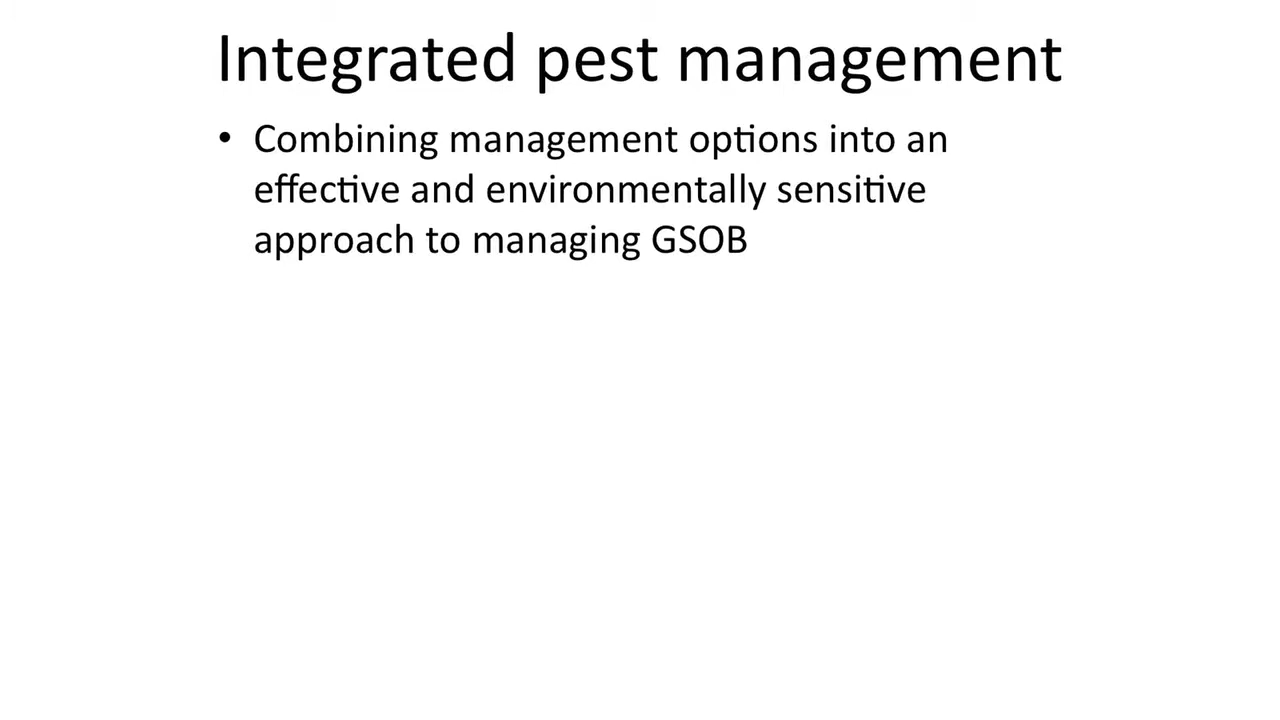 Integrated pest management
• Combining management options into an
effective and environmentally sensitive
approach to managing GSOB